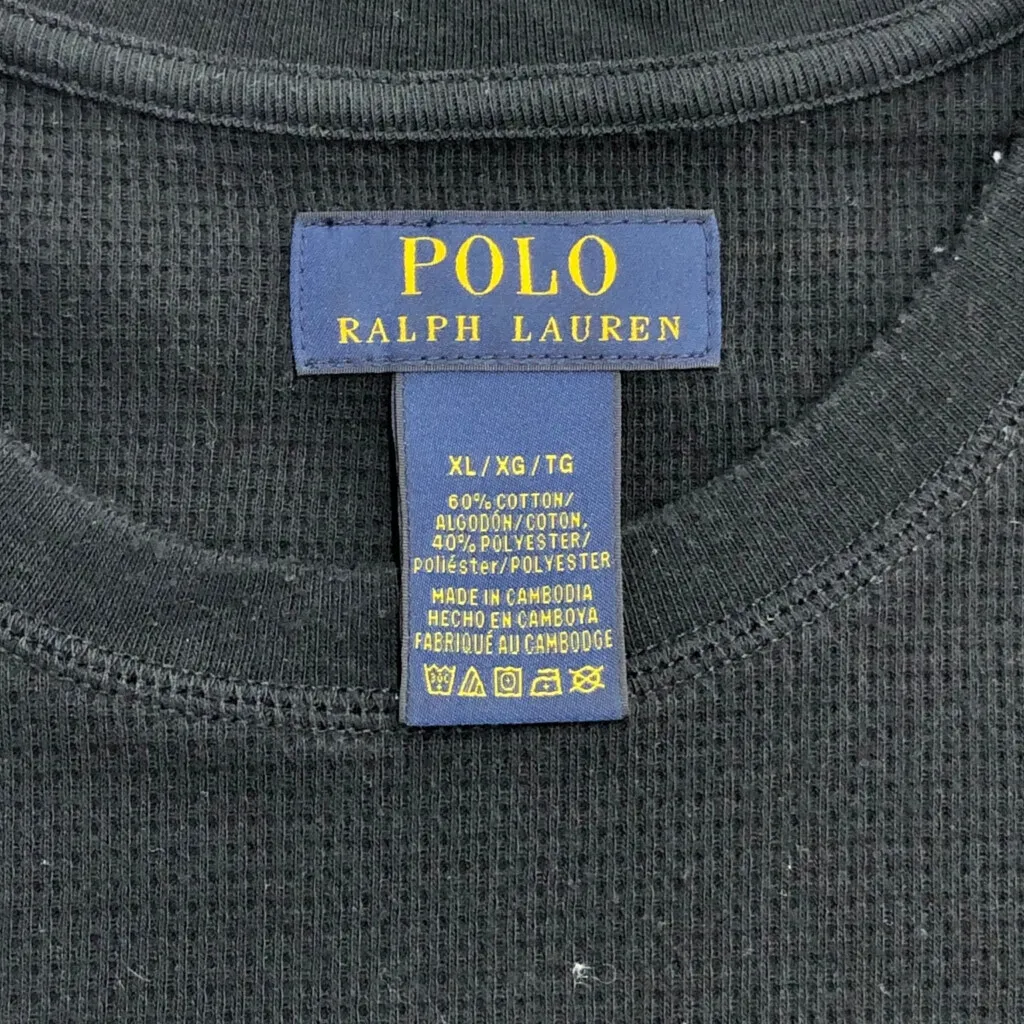 POLO
RALPH LAUREN
XL/XG/TG
60% COTTON/
ALGODÓN/COTON,
40% POLYESTER/
poliéster/POLYESTER
MADE IN CAMBODIA
HECHO EN CAMBOYA
FABRIQUÉ AU CAMBODGE